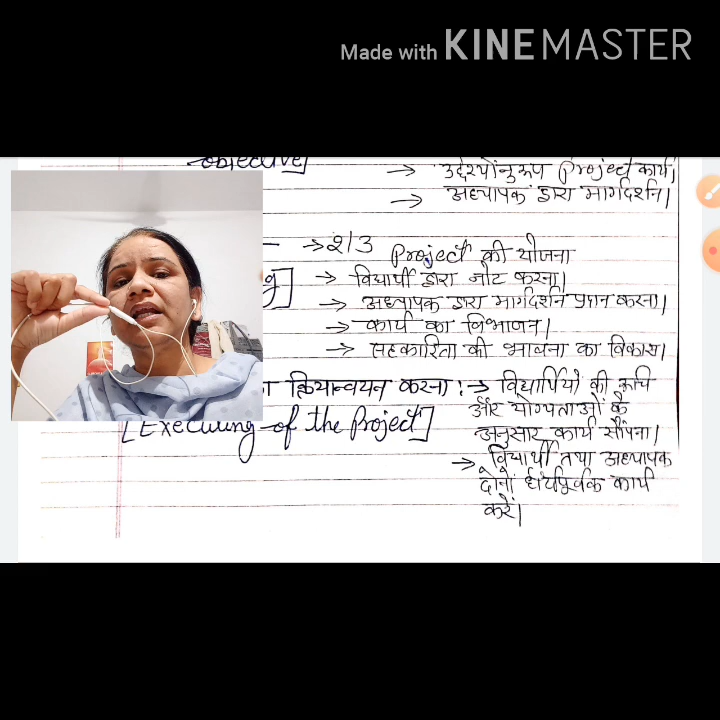 Made with KINEMASTER
objective]
→ उद्देश्यों नुरूप Project कार्य।
→ अध्यापक द्वारा मार्गदर्शन।
→ 2/3 Project की योजना
g] → विद्यार्थी द्वारा नोट करना।
→ अध्यापक द्वारा मार्गदर्शन प्रदान करना।
→ कार्य का विभाजन।
→ सहकारिता की भावना का विकास।
का क्रियान्वयन करना :→ विद्यार्थियों की रूचि
और योग्यताओं के
[Executing of the Project] अनुसार कार्य सौंपना।
→ विद्यार्थी तथा अध्यापक
दोनों धैर्यपूर्वक कार्य
करें।